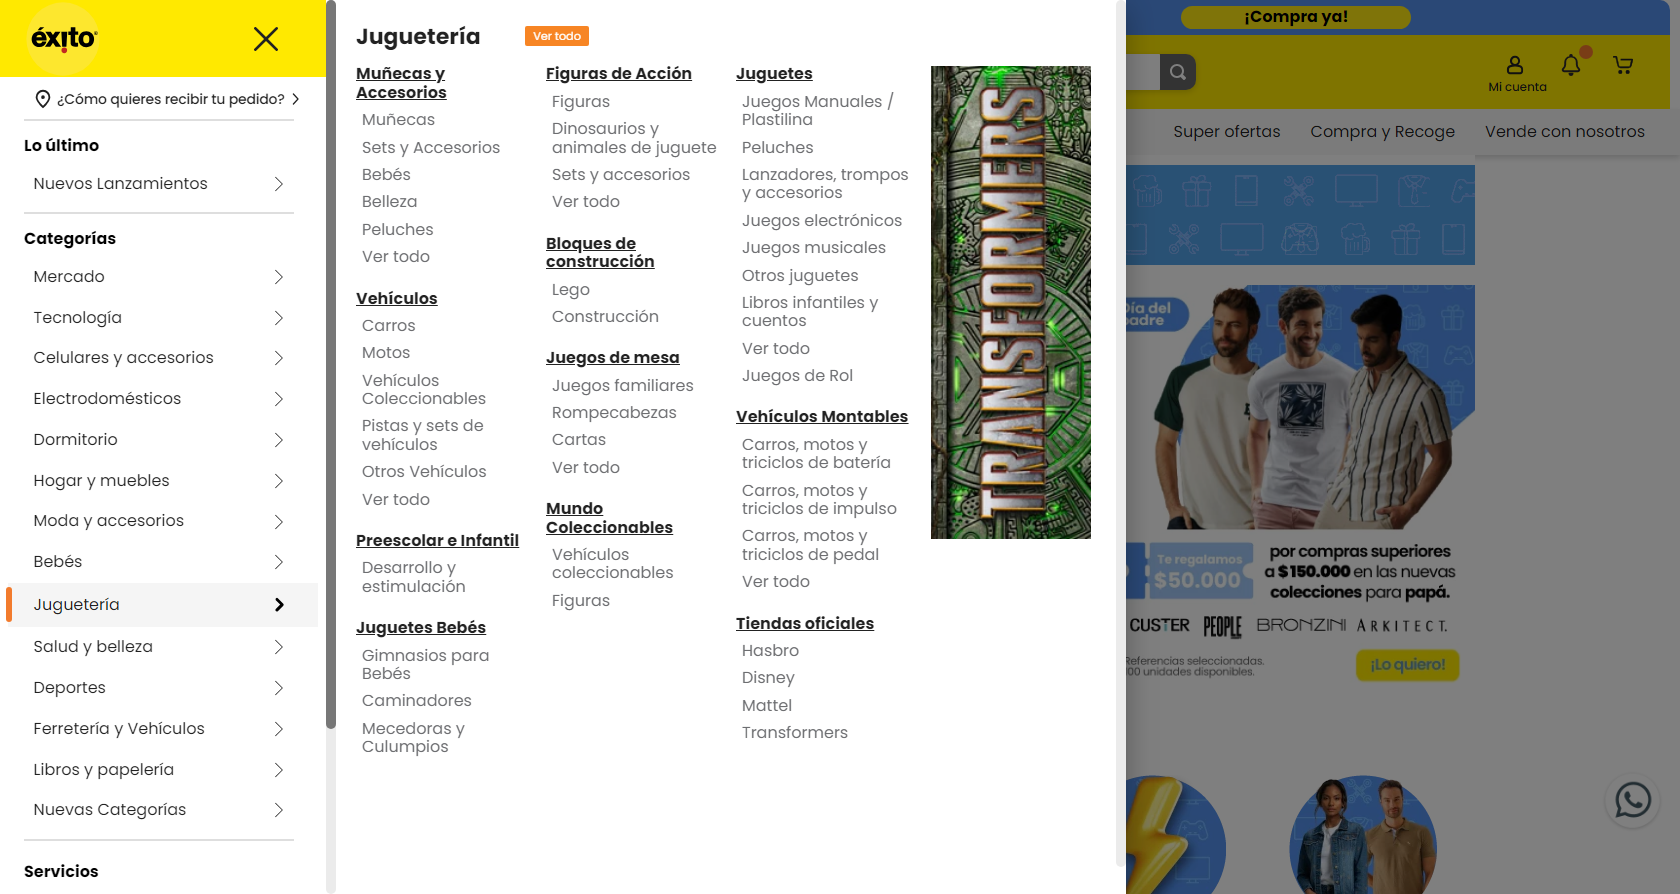 éxito
¿Cómo quieres recibir tu pedido?
Lo último
Nuevos Lanzamientos
Categorías
Mercado
Tecnología
Celulares y accesorios
Electrodomésticos
Dormitorio
Hogar y muebles
Moda y accesorios
Bebés
Juguetería
Salud y belleza
Deportes
Ferretería y Vehículos
Libros y papelería
Nuevas Categorías
Servicios
Juguetería
Ver todo
Muñecas y
Accesorios
Muñecas
Sets y Accesorios
Bebés
Belleza
Peluches
Ver todo
Vehículos
Carros
Motos
Vehículos
Coleccionables
Pistas y sets de
vehículos
Otros Vehículos
Ver todo
Preescolar e Infantil
Desarrollo y
estimulación
Juguetes Bebés
Gimnasios para
Bebés
Caminadores
Mecedoras y
Culumpios
Figuras de Acción
Figuras
Dinosaurios y
animales de juguete
Sets y accesorios
Ver todo
Bloques de
construcción
Lego
Construcción
Juegos de mesa
Juegos familiares
Rompecabezas
Cartas
Ver todo
Mundo
Coleccionables
Vehículos
coleccionables
Figuras
Juguetes
Juegos Manuales /
Plastilina
Peluches
Lanzadores, trompos
y accesorios
Juegos electrónicos
Juegos musicales
Otros juguetes
Libros infantiles y
cuentos
Ver todo
Juegos de Rol
Vehículos Montables
Carros, motos y
triciclos de batería
Carros, motos y
triciclos de impulso
Carros, motos y
triciclos de pedal
Ver todo
Tiendas oficiales
Hasbro
Disney
Mattel
Transformers
TRANSFORMERS
¡Compra ya!
Mi cuenta
Super ofertas
Compra y Recoge
Vende con nosotros
Día del
padre
Te regalamos
$50.000
por compras superiores
a $150.000 en las nuevas
colecciones para papá.
CUSTER PEOPLE BRONZINI ARKITECT.
Referencias seleccionadas.
00 unidades disponibles.
¡Lo quiero!